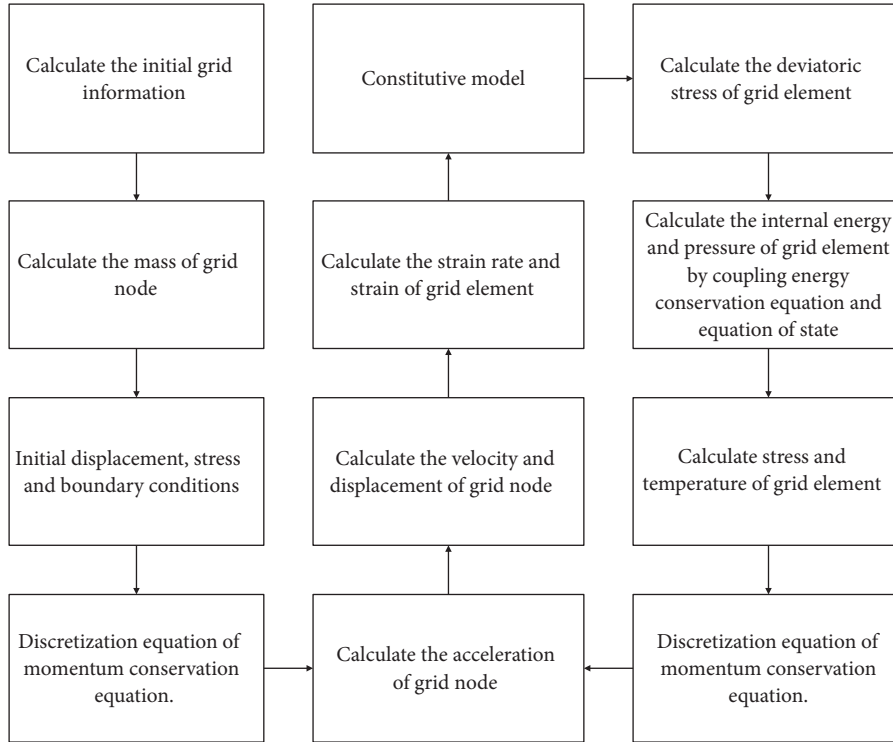 Calculate the initial grid
information
Constitutive model
Calculate the deviatoric
stress of grid element
Calculate the mass of grid
node
Calculate the strain rate and
strain of grid element
Calculate the internal energy
and pressure of grid element
by coupling energy
conservation equation and
equation of state
Initial displacement, stress
and boundary conditions
Calculate the velocity and
displacement of grid node
Calculate stress and
temperature of grid element
Discretization equation of
momentum conservation
equation.
Calculate the acceleration
of grid node
Discretization equation of
momentum conservation
equation.